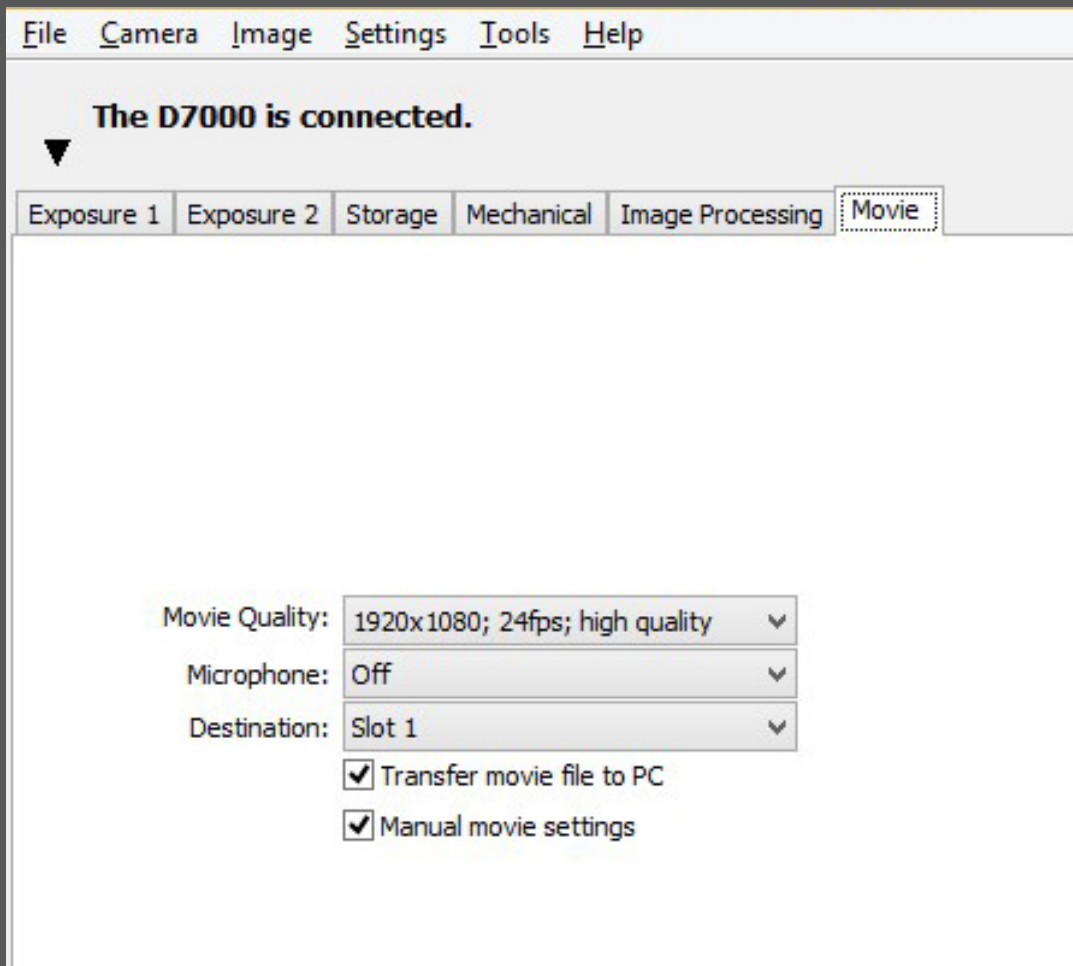 File Camera Image Settings Tools Help
The D7000 is connected.
Exposure 1 Exposure 2 Storage Mechanical Image Processing Movie
Movie Quality: 1920x1080; 24fps; high quality
Microphone: Off
Destination: Slot 1
Transfer movie file to PC
Manual movie settings